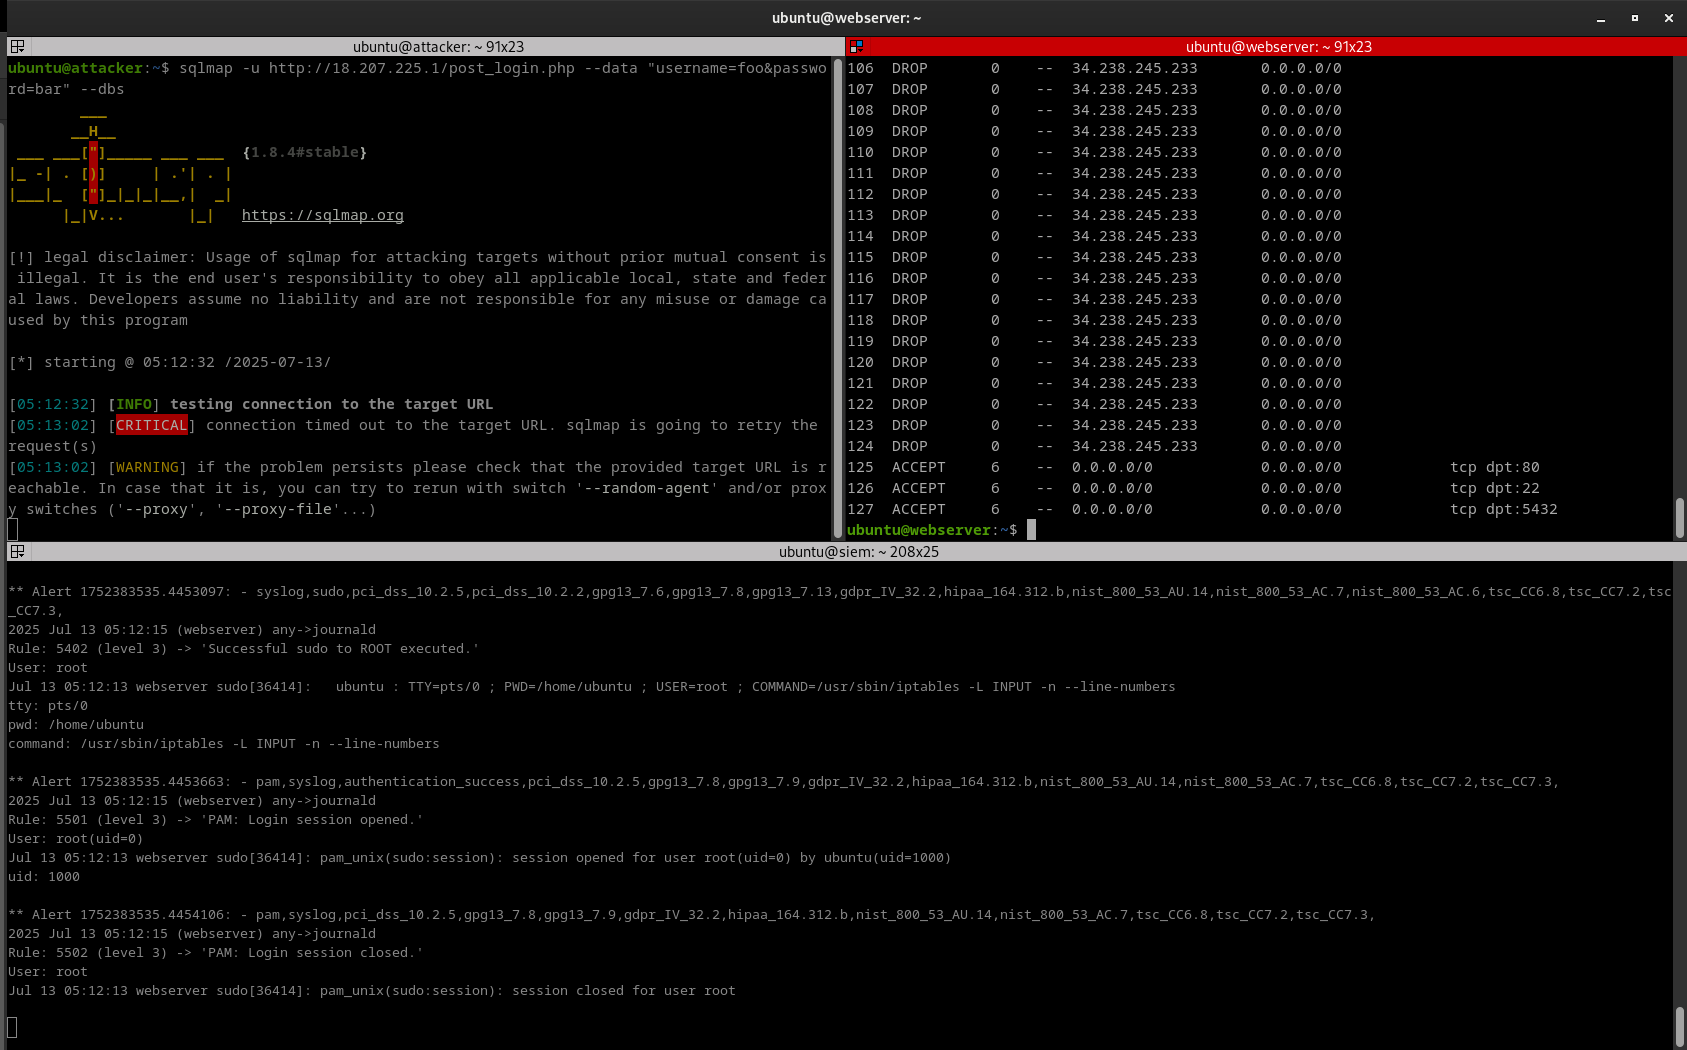 ubuntu@webserver: ~
ubuntu@attacker: ~ 91x23
ubuntu@attacker:~$ sqlmap -u http://18.207.225.1/post_login.php --data "username=foo&passwo
rd=bar" --dbs
        ___
       __H__
 ___ ___["]_____ ___ ___  {1.8.4#stable}
|_ -| . [)]     | .'| . |
|___|_  ["]_|_|_|__,|  _|
      |_|V...       |_|   https://sqlmap.org
[!] legal disclaimer: Usage of sqlmap for attacking targets without prior mutual consent is
 illegal. It is the end user's responsibility to obey all applicable local, state and feder
al laws. Developers assume no liability and are not responsible for any misuse or damage ca
used by this program
[*] starting @ 05:12:32 /2025-07-13/
[05:12:32] [INFO] testing connection to the target URL
[05:13:02] [CRITICAL] connection timed out to the target URL. sqlmap is going to retry the
request(s)
[05:13:02] [WARNING] if the problem persists please check that the provided target URL is r
eachable. In case that it is, you can try to rerun with switch '--random-agent' and/or prox
y switches ('--proxy', '--proxy-file'...)
ubuntu@webserver: ~ 91x23
106  DROP       0    --  34.238.245.233       0.0.0.0/0
107  DROP       0    --  34.238.245.233       0.0.0.0/0
108  DROP       0    --  34.238.245.233       0.0.0.0/0
109  DROP       0    --  34.238.245.233       0.0.0.0/0
110  DROP       0    --  34.238.245.233       0.0.0.0/0
111  DROP       0    --  34.238.245.233       0.0.0.0/0
112  DROP       0    --  34.238.245.233       0.0.0.0/0
113  DROP       0    --  34.238.245.233       0.0.0.0/0
114  DROP       0    --  34.238.245.233       0.0.0.0/0
115  DROP       0    --  34.238.245.233       0.0.0.0/0
116  DROP       0    --  34.238.245.233       0.0.0.0/0
117  DROP       0    --  34.238.245.233       0.0.0.0/0
118  DROP       0    --  34.238.245.233       0.0.0.0/0
119  DROP       0    --  34.238.245.233       0.0.0.0/0
120  DROP       0    --  34.238.245.233       0.0.0.0/0
121  DROP       0    --  34.238.245.233       0.0.0.0/0
122  DROP       0    --  34.238.245.233       0.0.0.0/0
123  DROP       0    --  34.238.245.233       0.0.0.0/0
124  DROP       0    --  34.238.245.233       0.0.0.0/0
125  ACCEPT     6    --  0.0.0.0/0            0.0.0.0/0            tcp dpt:80
126  ACCEPT     6    --  0.0.0.0/0            0.0.0.0/0            tcp dpt:22
127  ACCEPT     6    --  0.0.0.0/0            0.0.0.0/0            tcp dpt:5432
ubuntu@webserver:~$
ubuntu@siem: ~ 208x25
** Alert 1752383535.4453097: - syslog,sudo,pci_dss_10.2.5,pci_dss_10.2.2,gpg13_7.6,gpg13_7.8,gpg13_7.13,gdpr_IV_32.2,hipaa_164.312.b,nist_800_53_AU.14,nist_800_53_AC.7,nist_800_53_AC.6,tsc_CC6.8,tsc_CC7.2,tsc
_CC7.3,
2025 Jul 13 05:12:15 (webserver) any->journald
Rule: 5402 (level 3) -> 'Successful sudo to ROOT executed.'
User: root
Jul 13 05:12:13 webserver sudo[36414]:   ubuntu : TTY=pts/0 ; PWD=/home/ubuntu ; USER=root ; COMMAND=/usr/sbin/iptables -L INPUT -n --line-numbers
tty: pts/0
pwd: /home/ubuntu
command: /usr/sbin/iptables -L INPUT -n --line-numbers
** Alert 1752383535.4453663: - pam,syslog,authentication_success,pci_dss_10.2.5,gpg13_7.8,gpg13_7.9,gdpr_IV_32.2,hipaa_164.312.b,nist_800_53_AU.14,nist_800_53_AC.7,tsc_CC6.8,tsc_CC7.2,tsc_CC7.3,
2025 Jul 13 05:12:15 (webserver) any->journald
Rule: 5501 (level 3) -> 'PAM: Login session opened.'
User: root(uid=0)
Jul 13 05:12:13 webserver sudo[36414]: pam_unix(sudo:session): session opened for user root(uid=0) by ubuntu(uid=1000)
uid: 1000
** Alert 1752383535.4454106: - pam,syslog,pci_dss_10.2.5,gpg13_7.8,gpg13_7.9,gdpr_IV_32.2,hipaa_164.312.b,nist_800_53_AU.14,nist_800_53_AC.7,tsc_CC6.8,tsc_CC7.2,tsc_CC7.3,
2025 Jul 13 05:12:15 (webserver) any->journald
Rule: 5502 (level 3) -> 'PAM: Login session closed.'
User: root
Jul 13 05:12:13 webserver sudo[36414]: pam_unix(sudo:session): session closed for user root